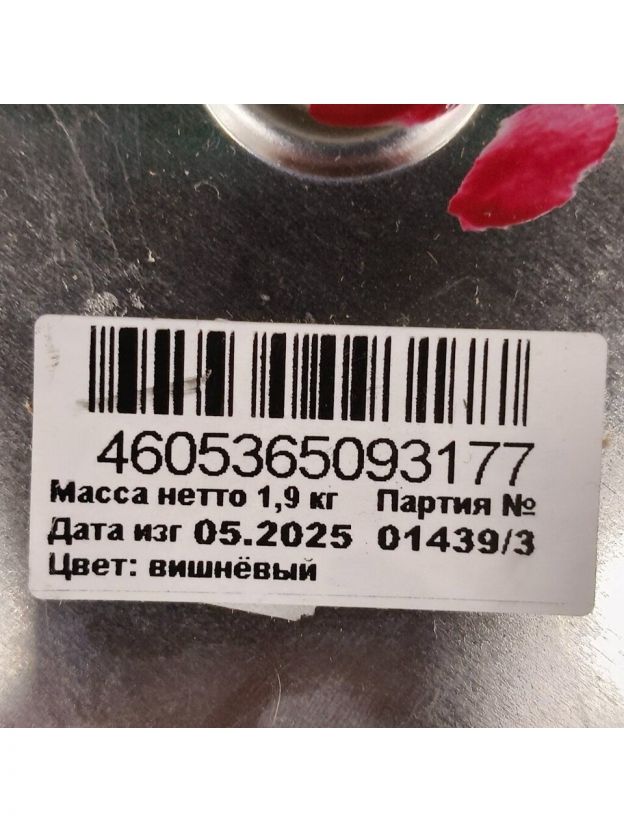 4605365093177
Масса нетто 1,9 кг Партия №
Дата изг 05.2025 01439/3
Цвет: вишнёвый